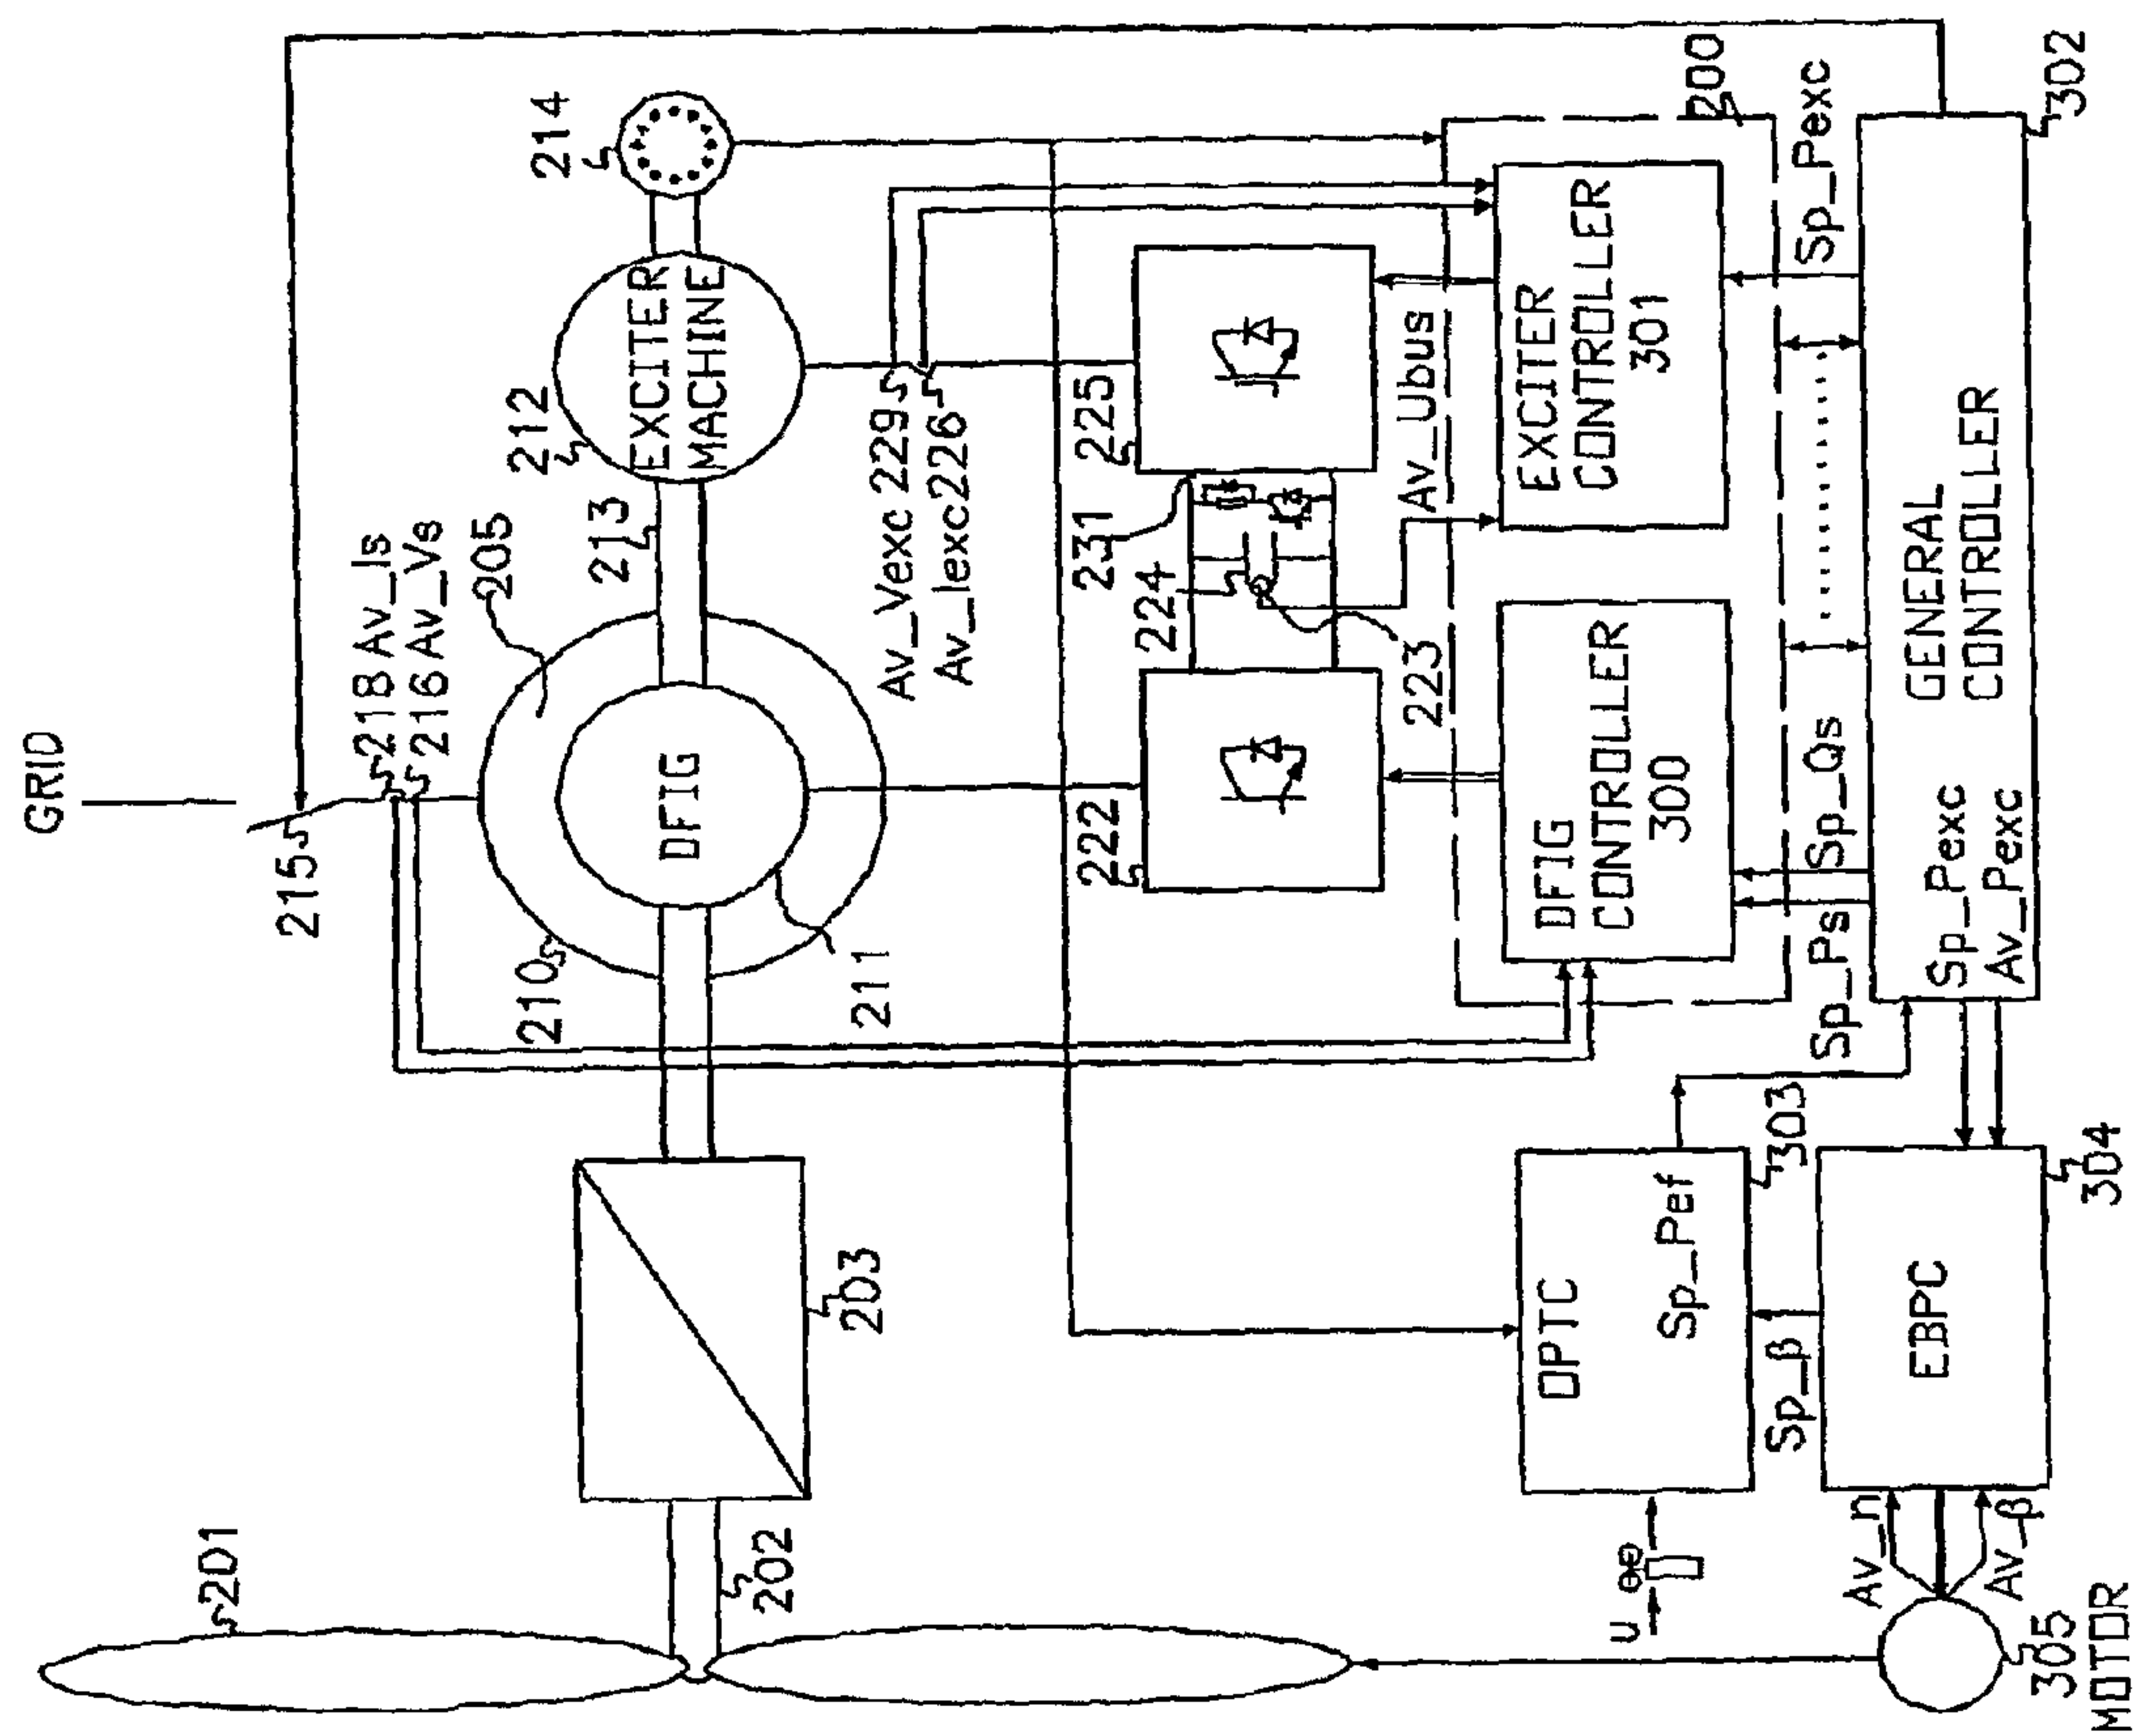 GRID
215
218 Av_Is
216 Av_Vs
205
210
DFIG
211
213
212
EXCITER
MACHINE
214
Av_Vexc 229
Av_Iexc 226
201
202
203
222
225
231
224
223
Av_Ubus
200
DFIG
CONTROLLER
300
EXCITER
CONTROLLER
301
Sp_Ps
Sp_Qs
Sp_Pexc
GENERAL
CONTROLLER
302
Sp_Pexc
Av_Pexc
OPTC
Sp_Pef
303
Sp_β
EBPC
304
u
Av_n
Av_β
305
MOTOR